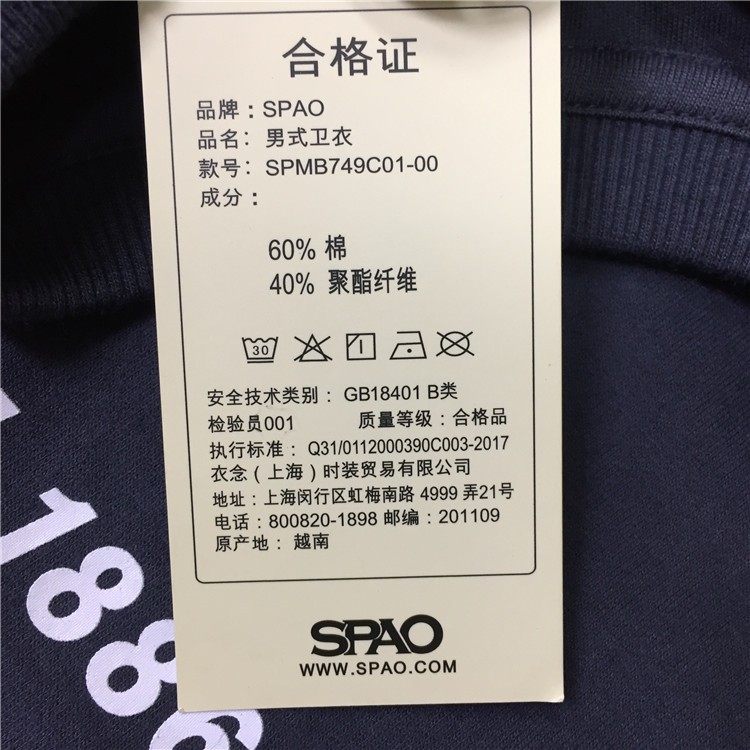 合格证
品牌：SPAO
品名：男式卫衣
款号：SPMB749C01-00
成分：
60% 棉
40% 聚酯纤维
30
安全技术类别： GB18401 B类
检验员001 质量等级：合格品
执行标准： Q31/0112000390C003-2017
衣念（上海）时装贸易有限公司
地址：上海闵行区虹梅南路 4999 弄21号
电话：800820-1898 邮编：201109
原产地： 越南
SPAO
WWW.SPAO.COM
1886